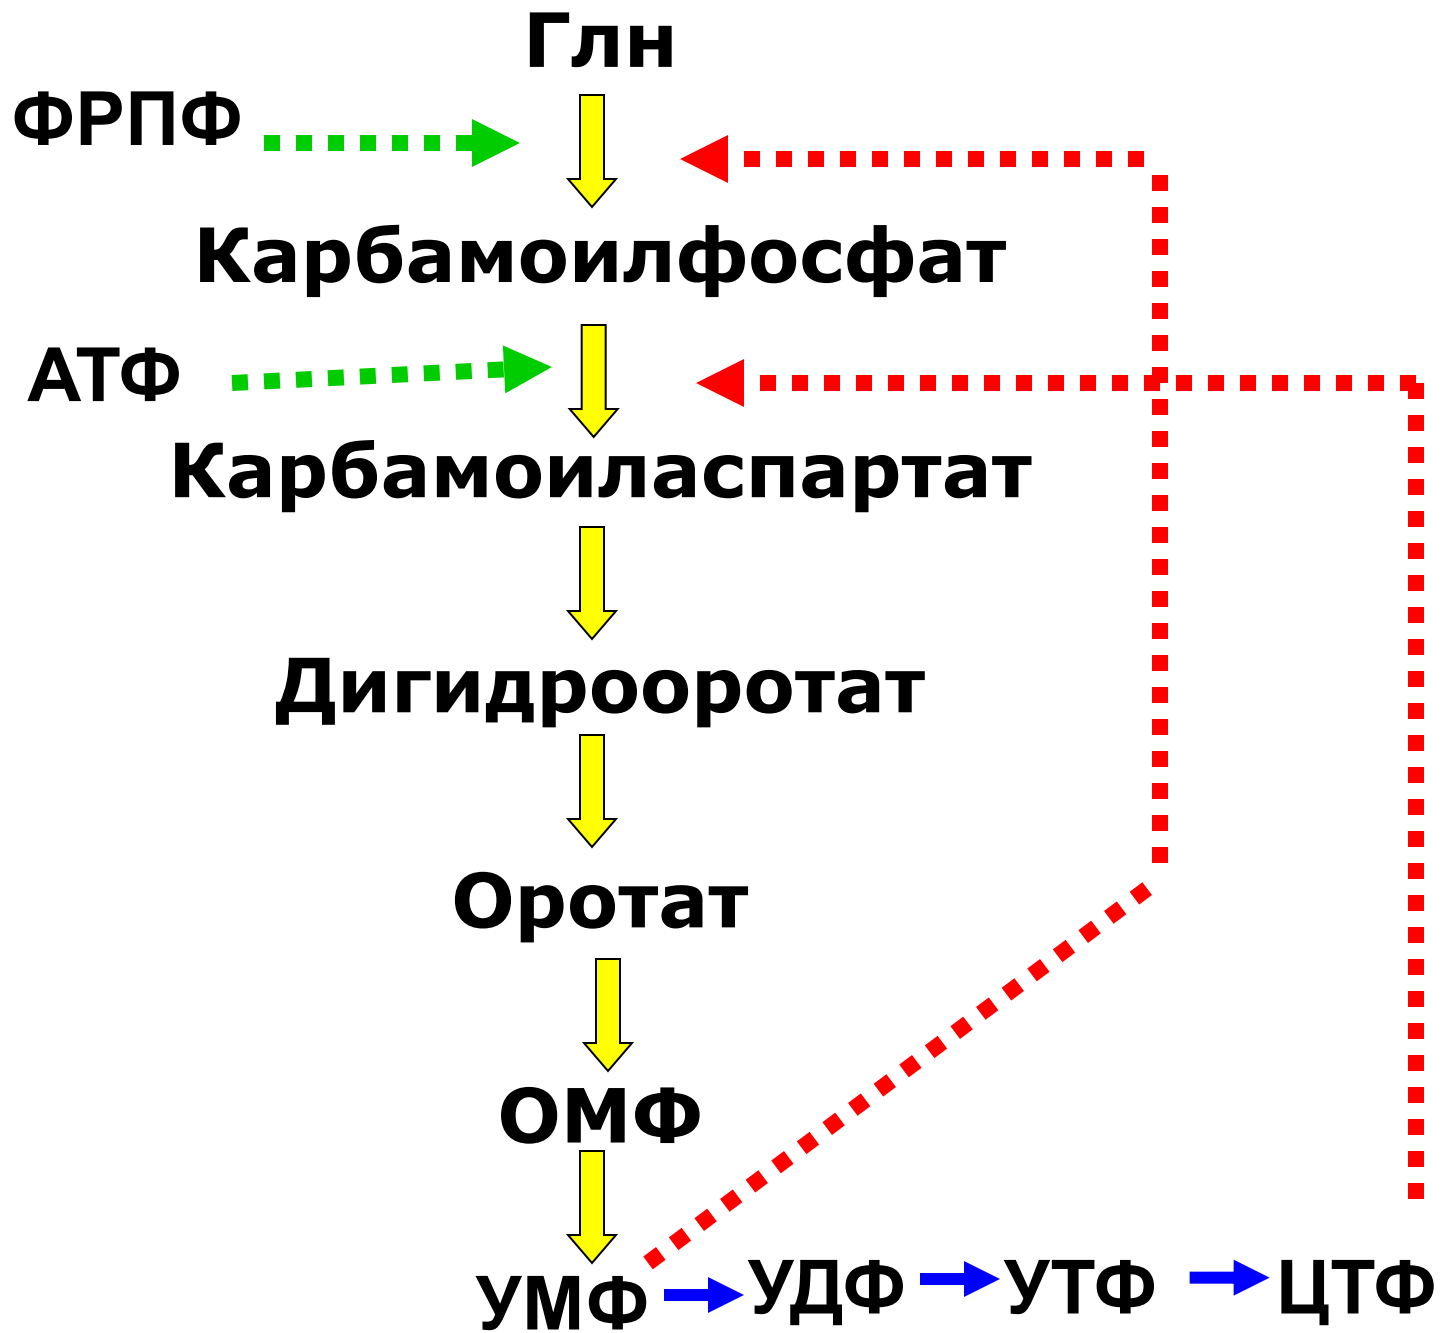 Глн
ФРПФ
Карбамоилфосфат
АТФ
Карбамоиласпартат
Дигидрооротат
Оротат
ОМФ
УМФ УДФ УТФ ЦТФ